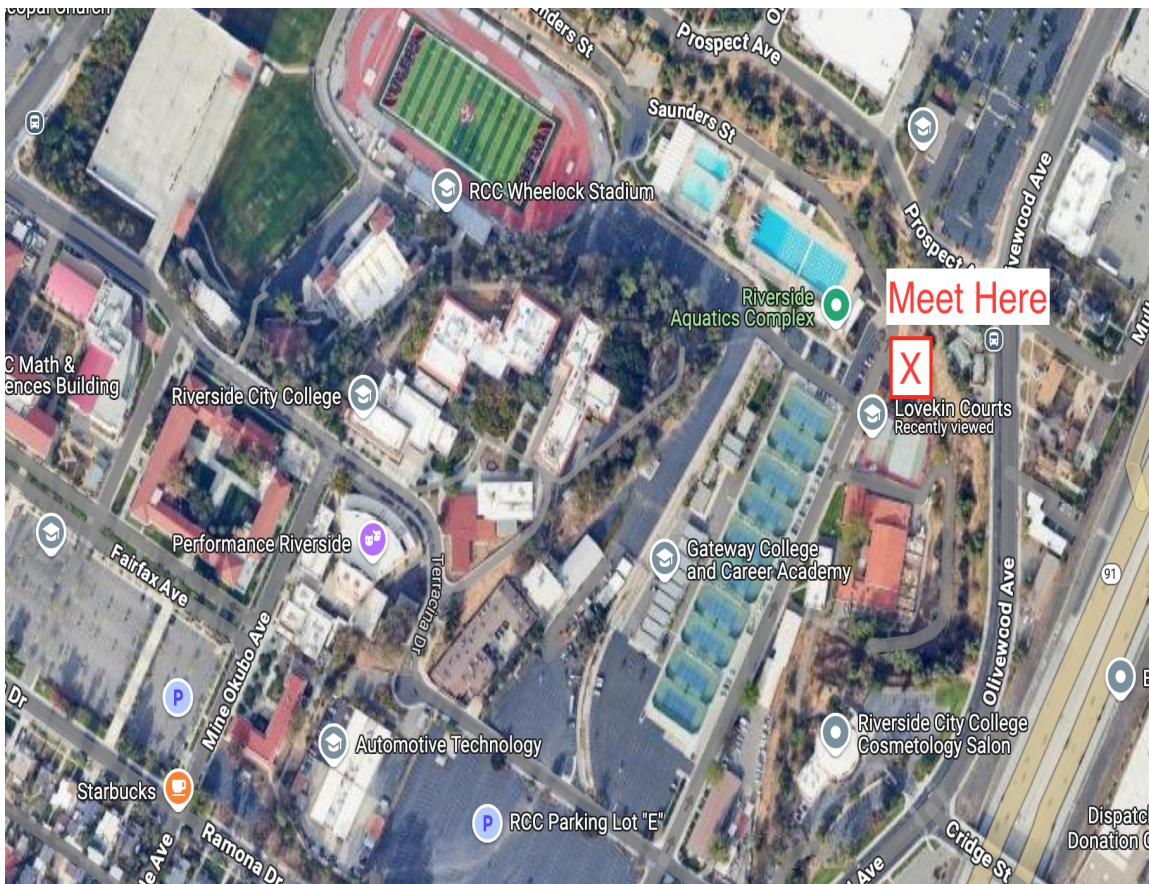 copal Church
unders St
Prospect Ave
Saunders St
RCC Wheelock Stadium
ivewood Ave
Prospect A
Riverside
Aquatics Complex
Meet Here
X
C Math &
ences Building
Riverside City College
Lovekin Courts
Recently viewed
Performance Riverside
Gateway College
and Career Academy
Fairfax Ave
Terracina Dr
91
Olivewood Ave
Mine Okubo Ave
Dr
P
E
Riverside City College
Cosmetology Salon
Automotive Technology
Starbucks
P RCC Parking Lot "E"
Ramona Dr
e Ave
Dispatc
Donation C
Cridge St
Ave